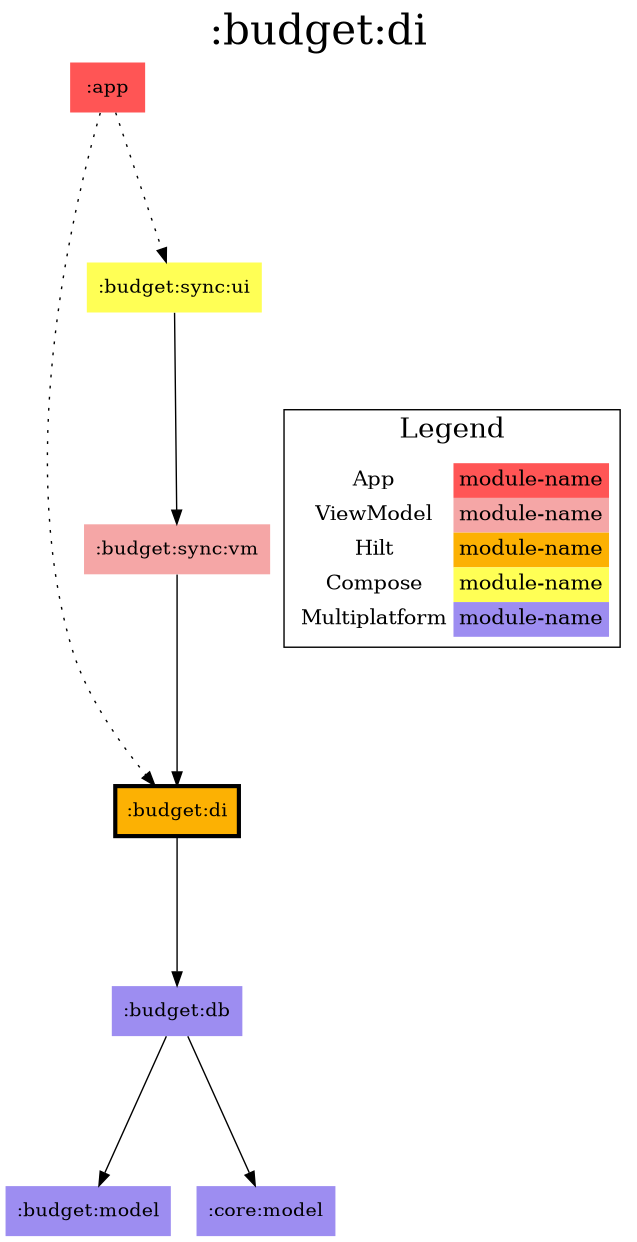 :budget:di
:app
:budget:sync:ui
:budget:sync:vm
:budget:di
:budget:db
:budget:model
:core:model
Legend
App module-name
ViewModel module-name
Hilt module-name
Compose module-name
Multiplatform module-name